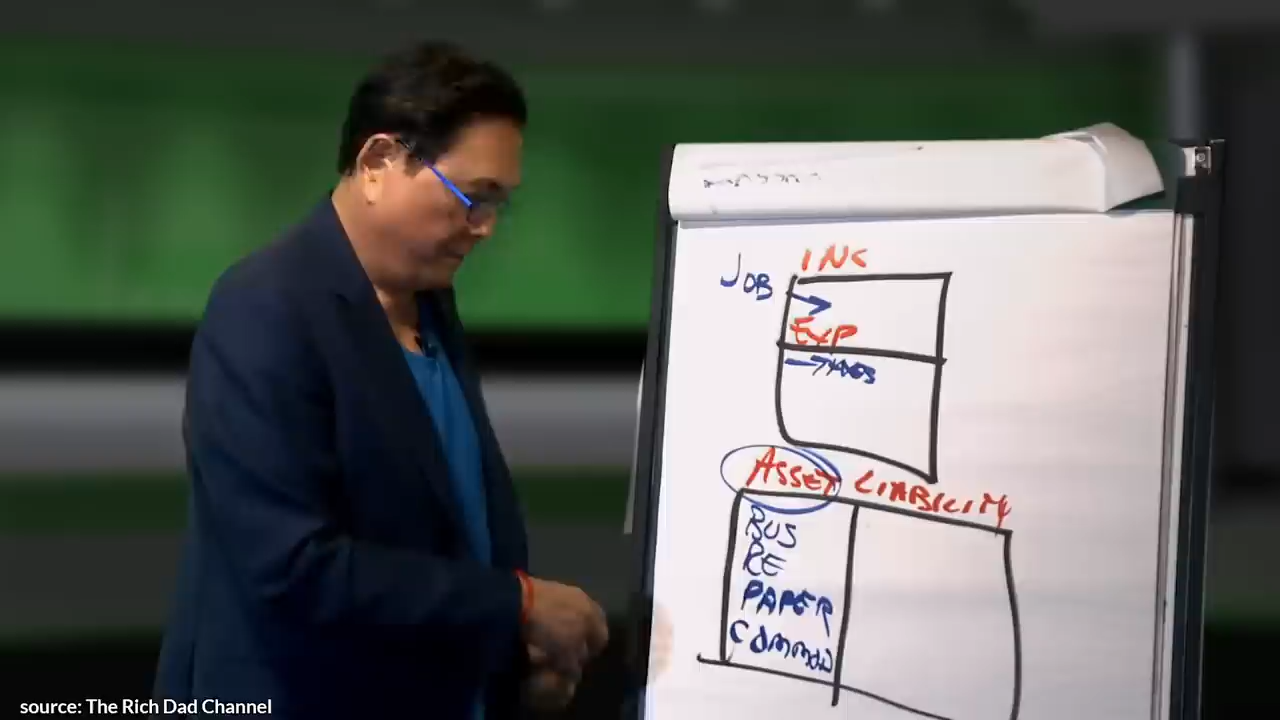 INC
JOB
EXP
TAXES
ASSET LIABILITY
BUS
RE
PAPER
COMMOD
source: The Rich Dad Channel